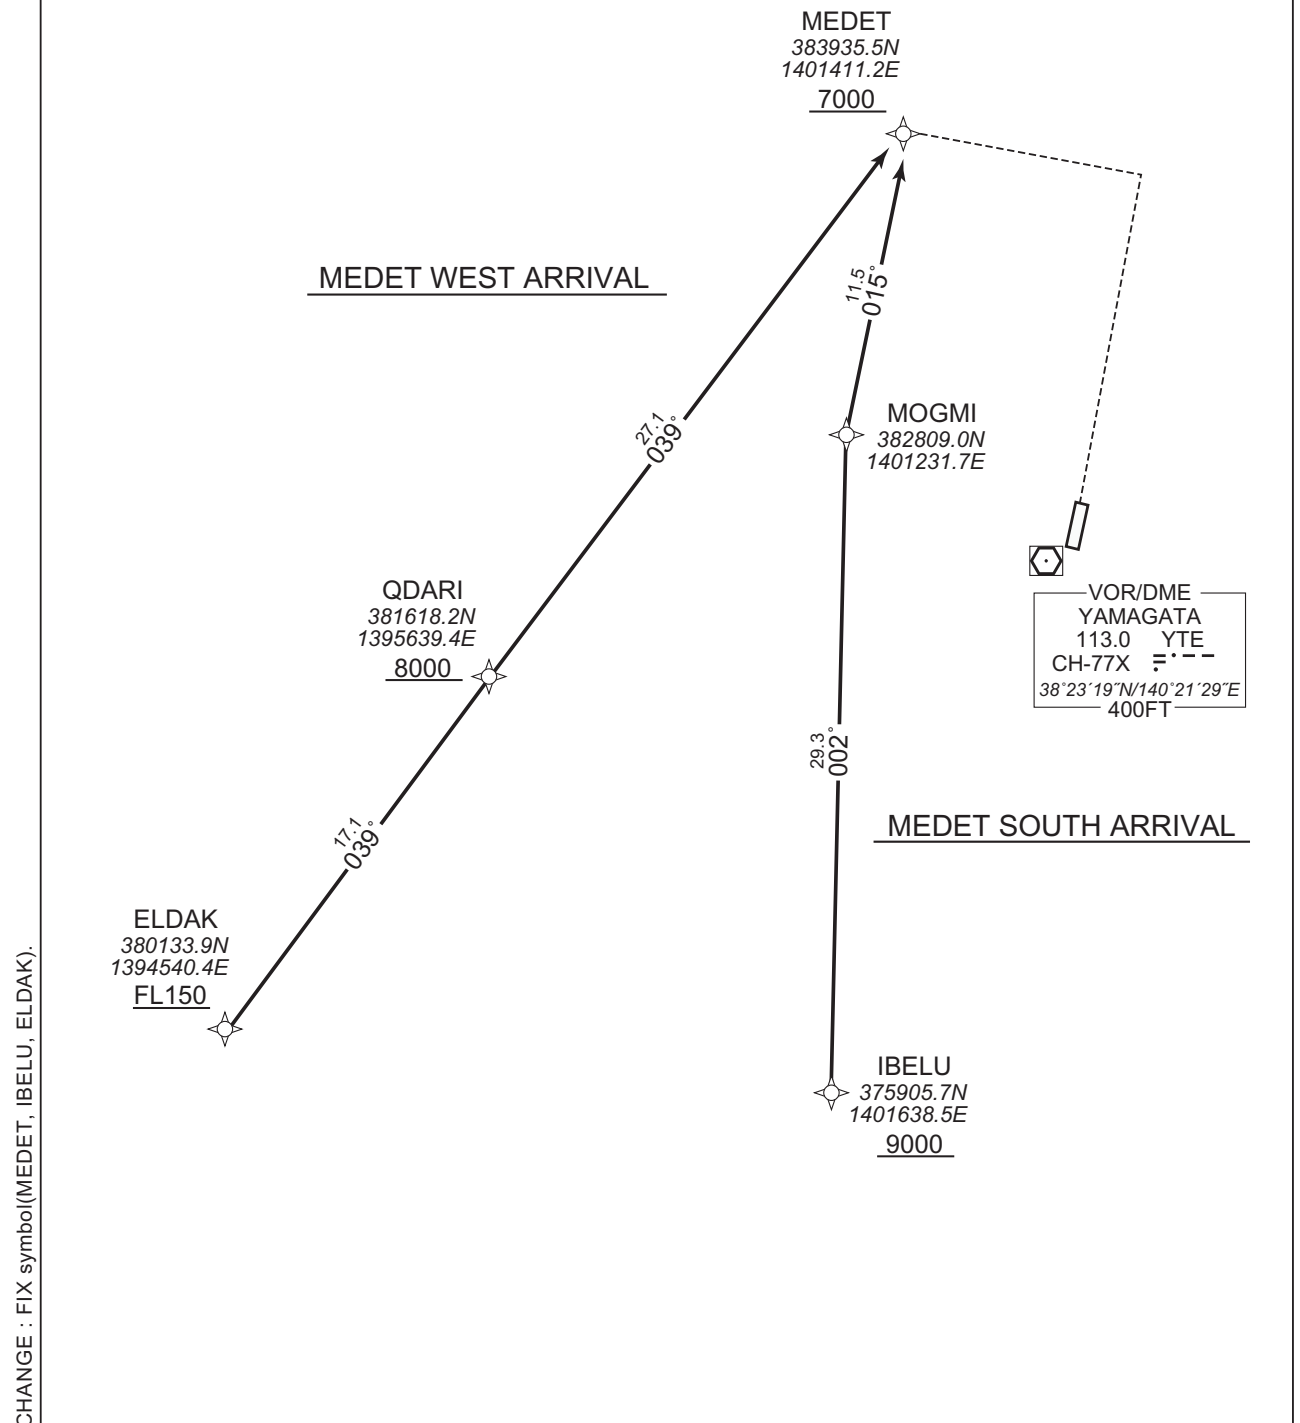 MEDET
383935.5N
1401411.2E
7000
MEDET WEST ARRIVAL
11.5
015°
MOGMI
382809.0N
1401231.7E
27.1
039°
QDARI
381618.2N
1395639.4E
8000
VOR/DME
YAMAGATA
113.0 YTE
CH-77X
38°23′19″N/140°21′29″E
400FT
29.3
002°
MEDET SOUTH ARRIVAL
17.1
039°
ELDAK
380133.9N
1394540.4E
FL150
IBELU
375905.7N
1401638.5E
9000
CHANGE : FIX symbol(MEDET, IBELU, ELDAK).